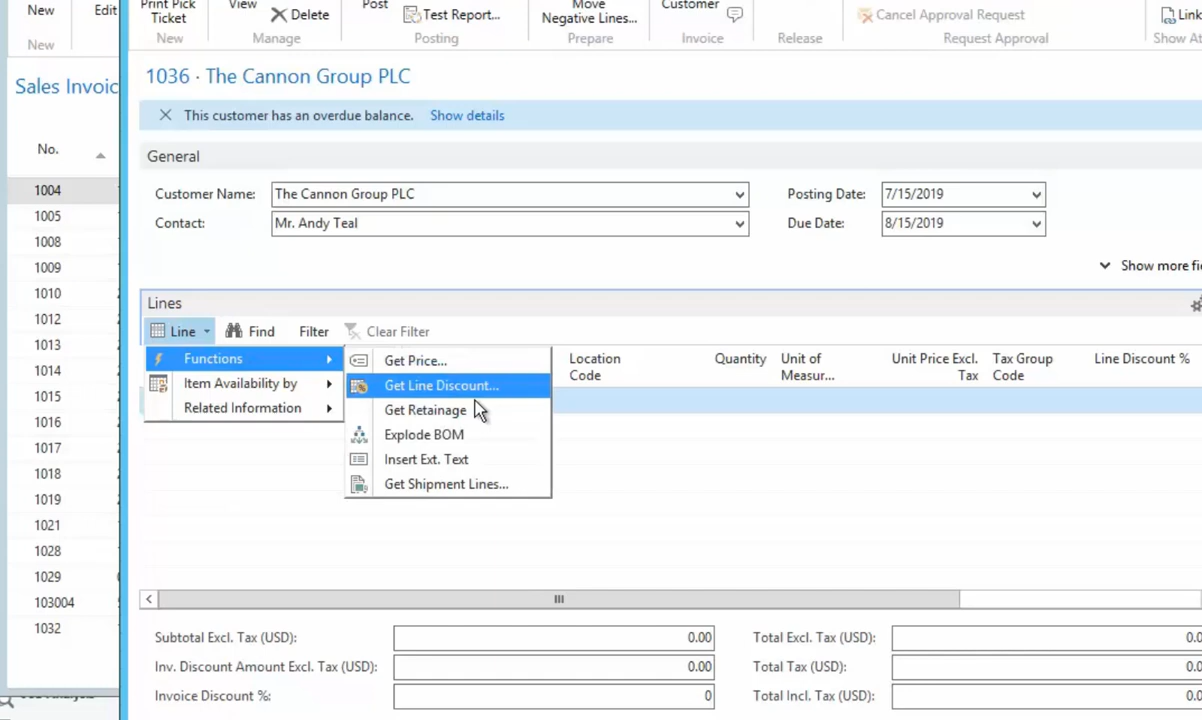 New
Edit
Print Pick
Ticket
View
Delete
Post
Test Report...
Move
Negative Lines...
Customer
Cancel Approval Request
Link
New
New
Manage
Posting
Prepare
Invoice
Release
Request Approval
Show At
Sales Invoic
1036 · The Cannon Group PLC
This customer has an overdue balance. Show details
No.
General
1004
Customer Name: The Cannon Group PLC
Posting Date: 7/15/2019
1005
Contact: Mr. Andy Teal
Due Date: 8/15/2019
1008
1009
Show more fi
1010
Lines
1012
1013
Line Find Filter Clear Filter
1014
Functions
Item Availability by
Related Information
Get Price...
Get Line Discount...
Get Retainage
Explode BOM
Insert Ext. Text
Get Shipment Lines...
Location
Code
Quantity
Unit of
Measur...
Unit Price Excl.
Tax
Tax Group
Code
Line Discount %
1015
1016
1017
1018
1019
1021
1028
1029
103004
1032
Subtotal Excl. Tax (USD): 0.00
Total Excl. Tax (USD): 0.0
Inv. Discount Amount Excl. Tax (USD): 0.00
Total Tax (USD): 0.0
Invoice Discount %: 0
Total Incl. Tax (USD): 0.0